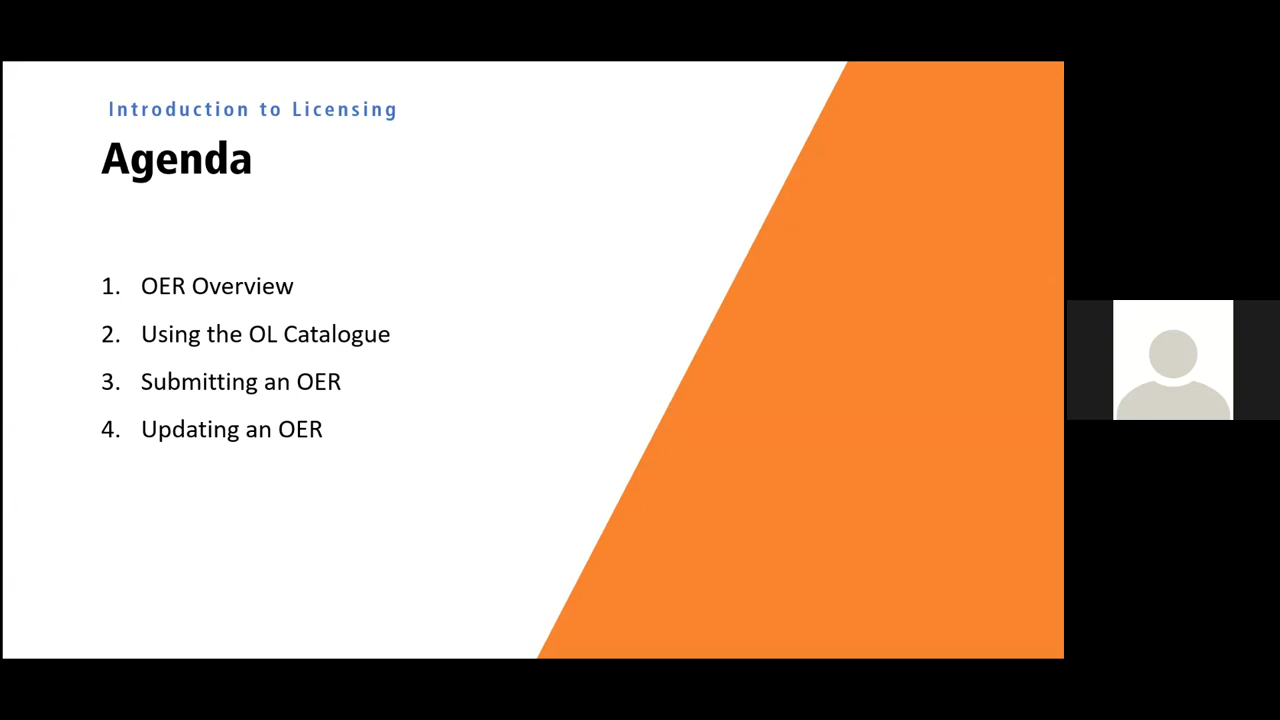 Introduction to Licensing
Agenda
1. OER Overview
2. Using the OL Catalogue
3. Submitting an OER
4. Updating an OER